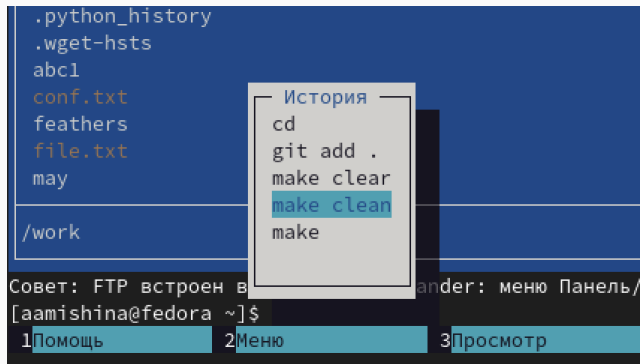 .python_history
.wget-hsts
abc1
conf.txt
feathers
file.txt
may
История
cd
git add .
make clear
make clean
make
/work
Совет: FTP встроен в ander: меню Панель/
[aamishina@fedora ~]$
1Помощь 2Меню 3Просмотр